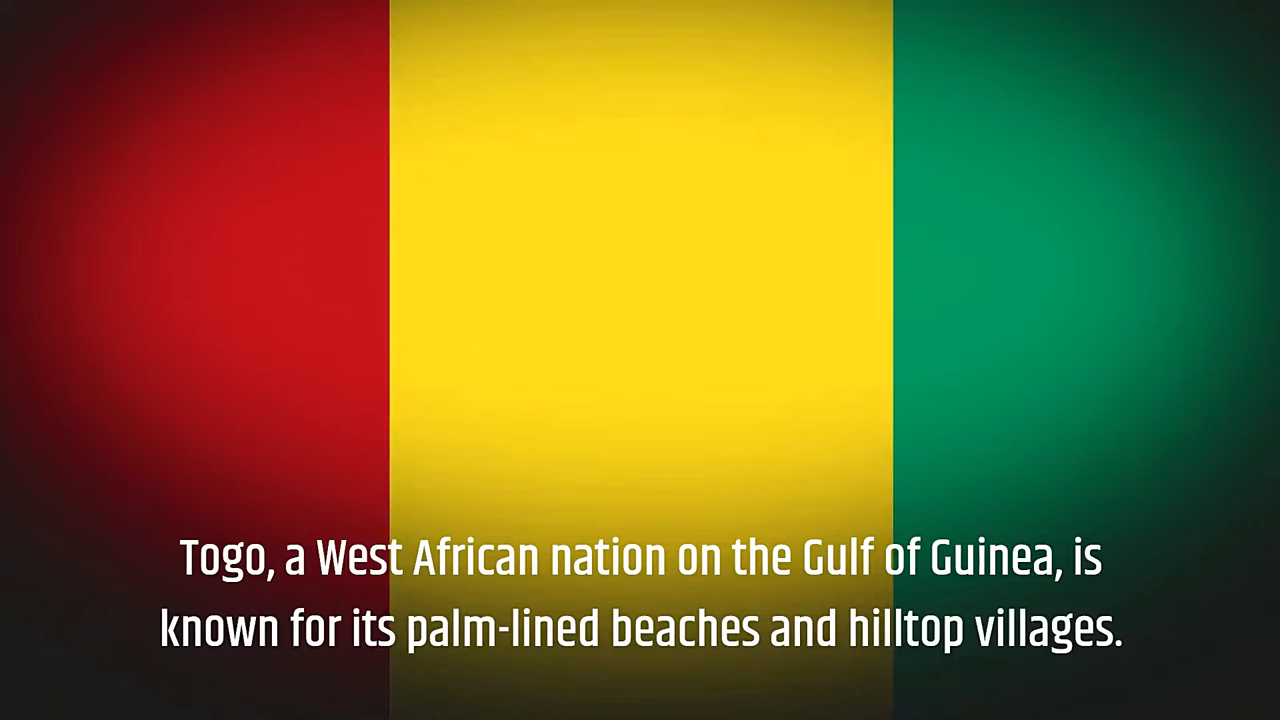 Togo, a West African nation on the Gulf of Guinea, is
known for its palm-lined beaches and hilltop villages.